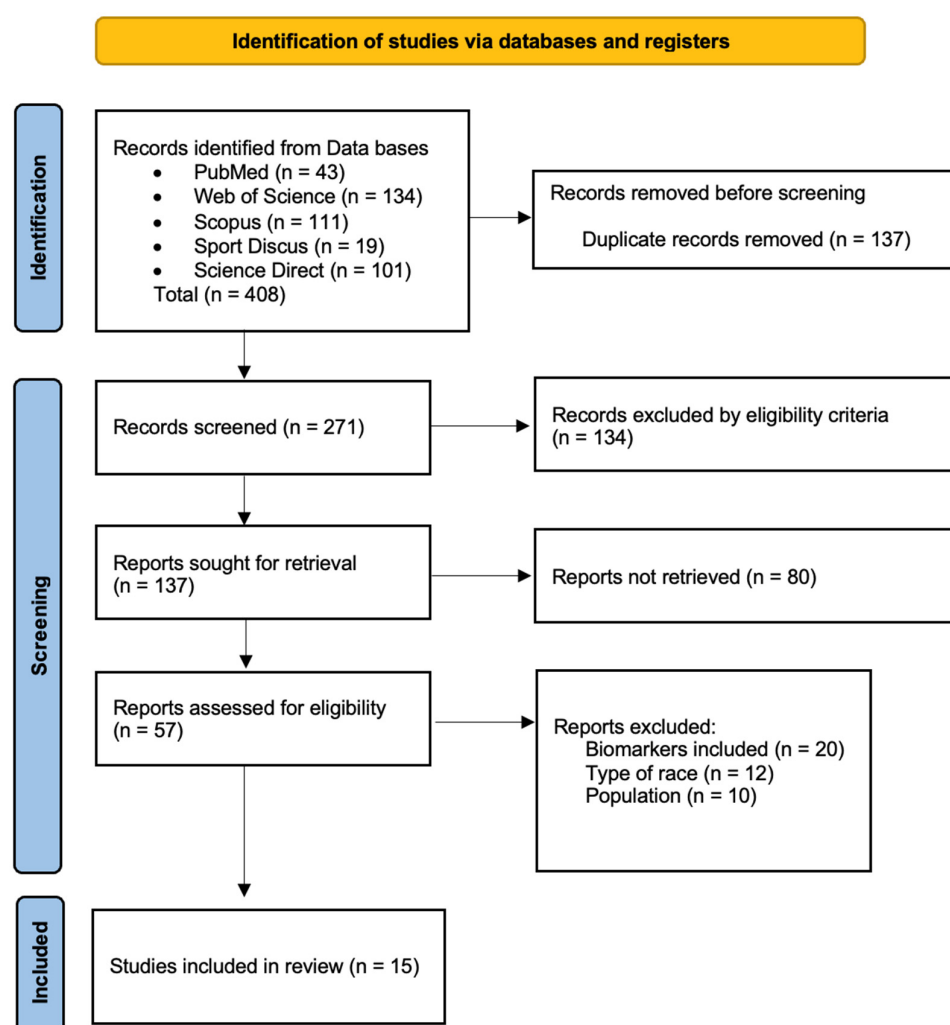 Identification of studies via databases and registers
Identification
Records identified from Data bases
• PubMed (n = 43)
• Web of Science (n = 134)
• Scopus (n = 111)
• Sport Discus (n = 19)
• Science Direct (n = 101)
Total (n = 408)
Records removed before screening
Duplicate records removed (n = 137)
Screening
Records screened (n = 271)
Records excluded by eligibility criteria
(n = 134)
Reports sought for retrieval
(n = 137)
Reports not retrieved (n = 80)
Reports assessed for eligibility
(n = 57)
Reports excluded:
Biomarkers included (n = 20)
Type of race (n = 12)
Population (n = 10)
Included
Studies included in review (n = 15)